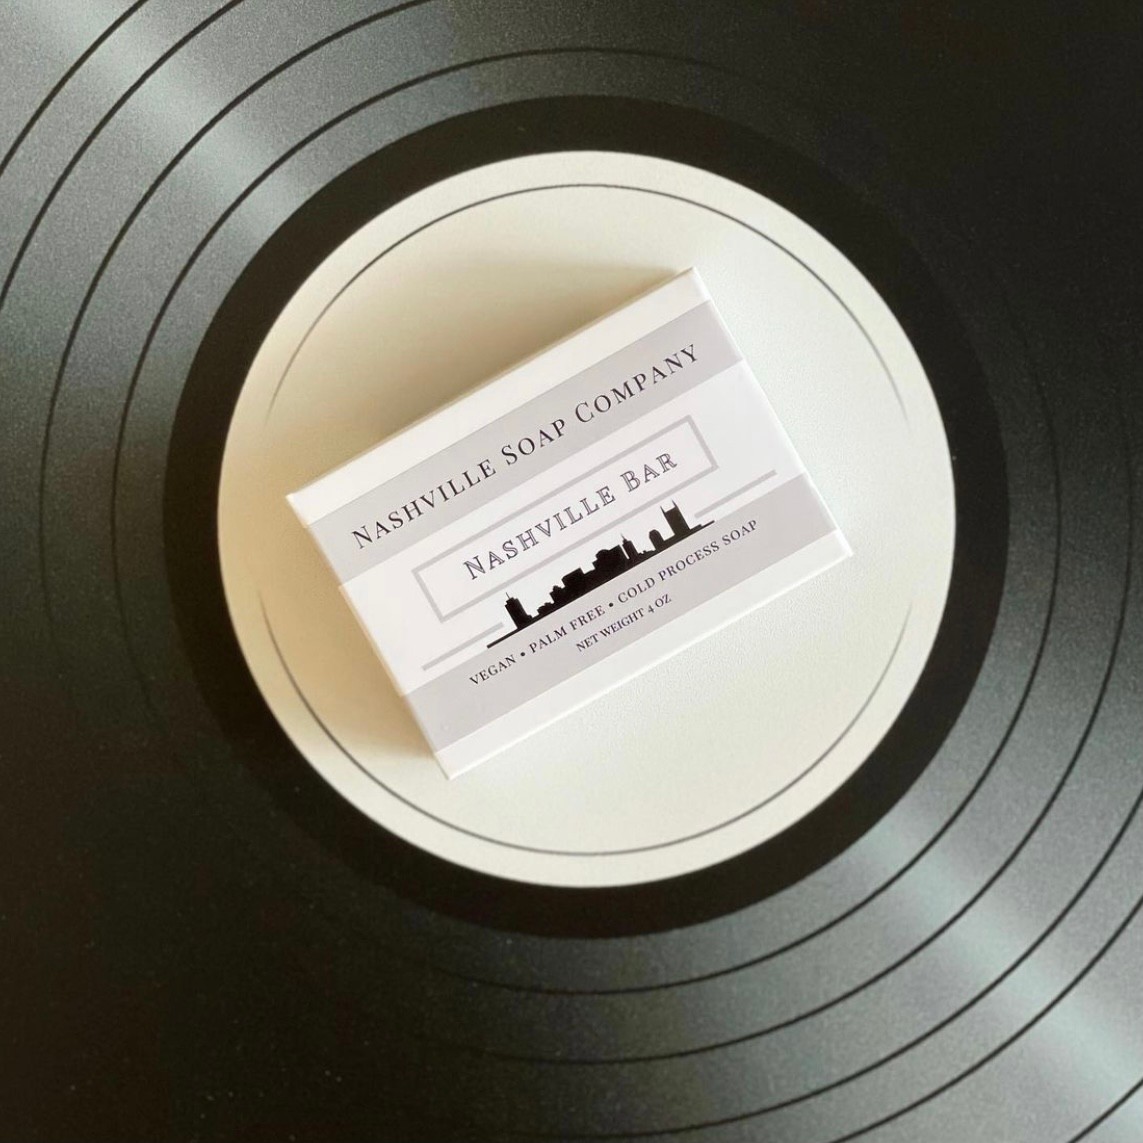 Nashville Soap Company
Nashville Bar
VEGAN • PALM FREE • COLD PROCESS SOAP
NET WEIGHT 4 OZ